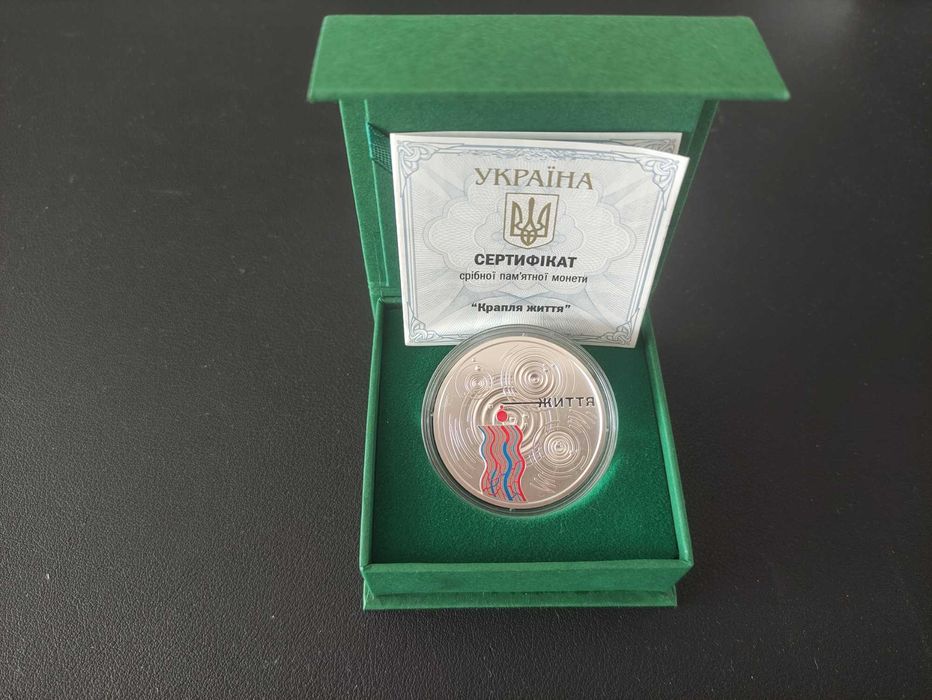 УКРАЇНА
СЕРТИФІКАТ
срібної пам'ятної монети
"Крапля життя"
ЖИТТЯ